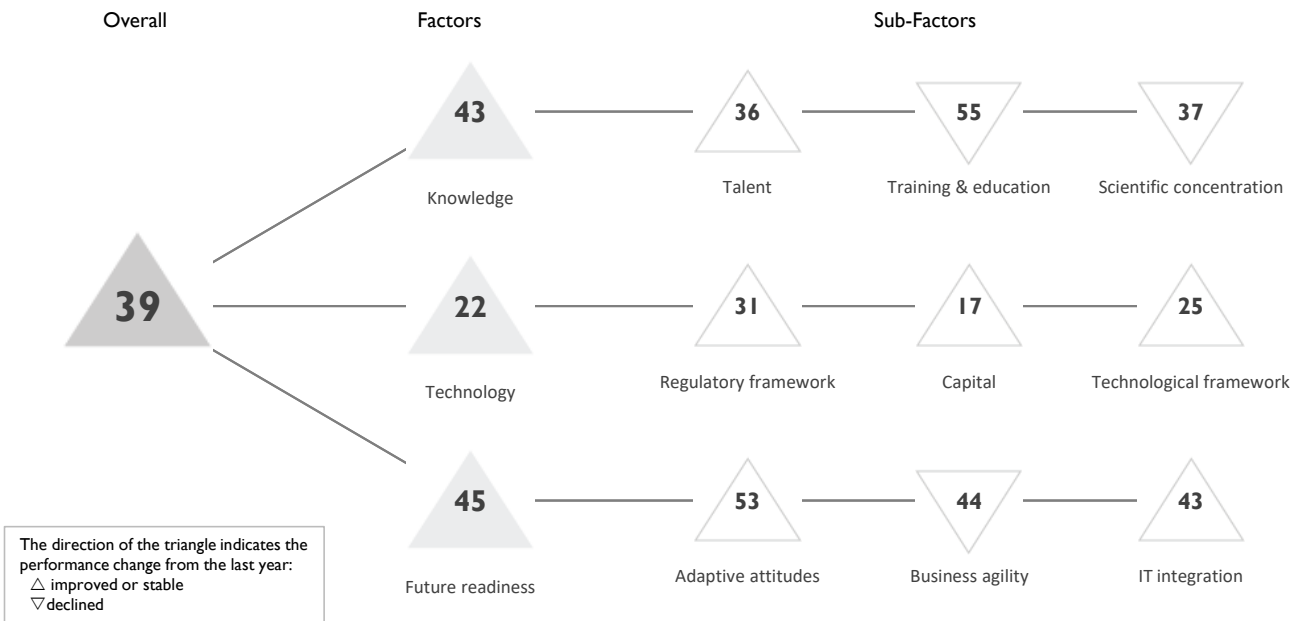 Overall
Factors
Sub-Factors
43
36
55
37
Knowledge
Talent
Training & education
Scientific concentration
39
22
31
17
25
Technology
Regulatory framework
Capital
Technological framework
45
53
44
43
Future readiness
Adaptive attitudes
Business agility
IT integration
The direction of the triangle indicates the
performance change from the last year:
△ improved or stable
▽ declined